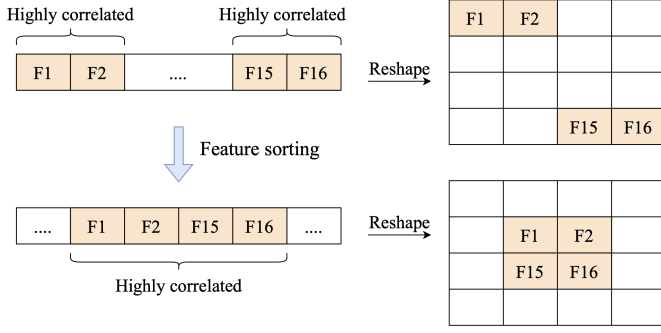 Highly correlated Highly correlated
F1 F2 .... F15 F16
Reshape
F1 F2
F15 F16
Feature sorting
.... F1 F2 F15 F16 ....
Highly correlated
Reshape
F1 F2
F15 F16